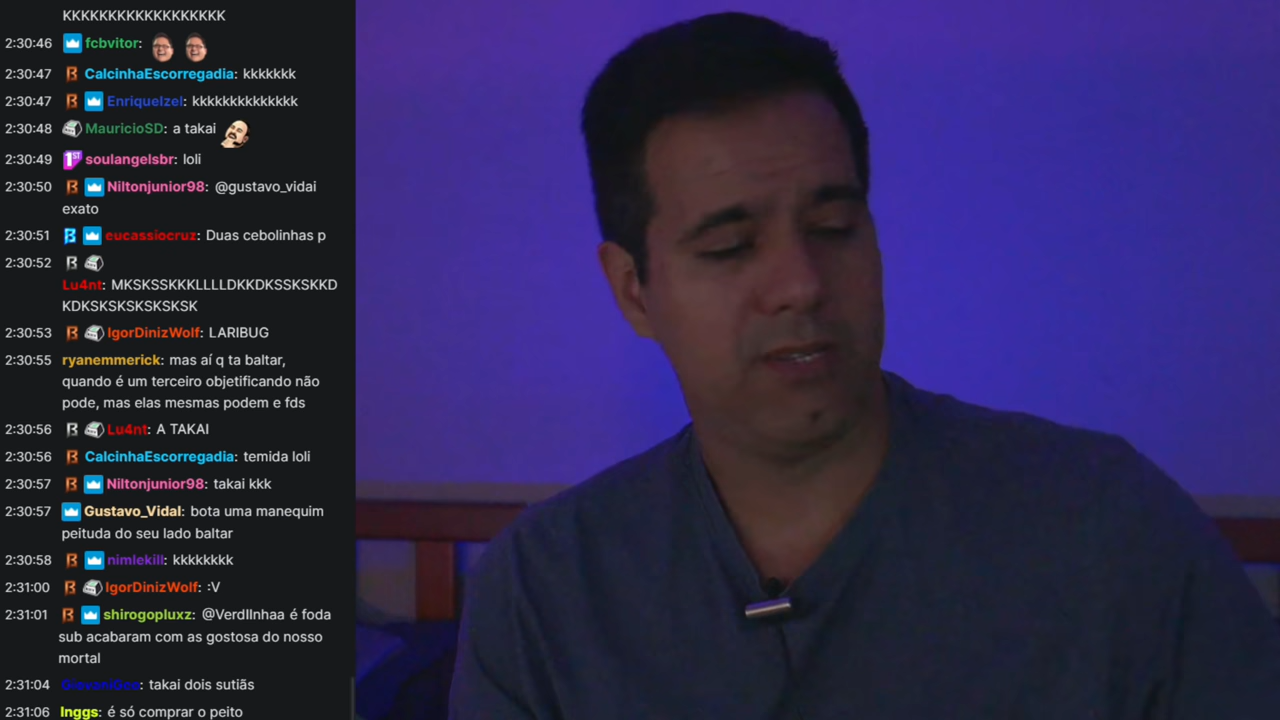 KKKKKKKKKKKKKKKKKK
2:30:46 fcbvitor:
2:30:47 CalcinhaEscorregadia: kkkkkkk
2:30:47 EnriqueIzel: kkkkkkkkkkkkkk
2:30:48 MauricioSD: a takai
2:30:49 1ST soulangelsbr: loli
2:30:50 Niltonjunior98: @gustavo_vidai
exato
2:30:51 eucassiocruz: Duas cebolinhas p
2:30:52
Lu4nt: MKSKSSKKKLLLLDKKDKSSKSKKD
KDKSKSKSKSKSKSK
2:30:53 IgorDinizWolf: LARIBUG
2:30:55 ryanemmerick: mas aí q ta baltar,
quando é um terceiro objetificando não
pode, mas elas mesmas podem e fds
2:30:56 Lu4nt: A TAKAI
2:30:56 CalcinhaEscorregadia: temida loli
2:30:57 Niltonjunior98: takai kkk
2:30:57 Gustavo_Vidal: bota uma manequim
peituda do seu lado baltar
2:30:58 nimlekill: kkkkkkkk
2:31:00 IgorDinizWolf: :V
2:31:01 shirogopluxz: @VerdlInhaa é foda
sub acabaram com as gostosa do nosso
mortal
2:31:04 GiovaniGoe: takai dois sutiãs
2:31:06 Inggs: é só comprar o peito